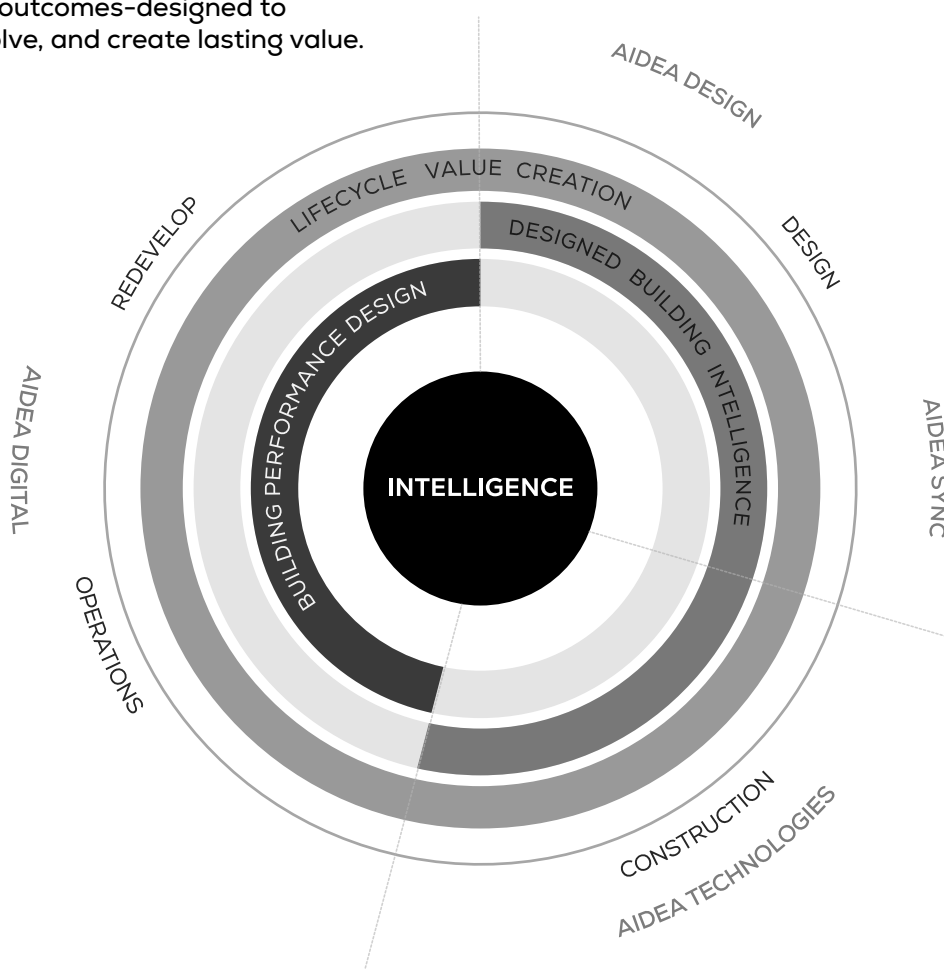 outcomes-designed to
lve, and create lasting value.
AIDEA DESIGN
LIFECYCLE VALUE CREATION
REDEVELOP
DESIGN
DESIGNED BUILDING INTELLIGENCE
BUILDING PERFORMANCE DESIGN
AIDEA DIGITAL
AIDEA SYNC
INTELLIGENCE
OPERATIONS
CONSTRUCTION
AIDEA TECHNOLOGIES